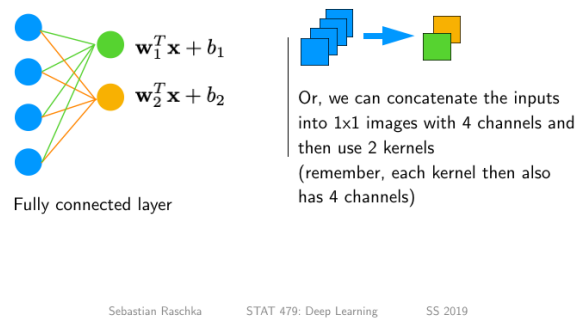 w₁ᵀx + b₁
w₂ᵀx + b₂
Fully connected layer
Or, we can concatenate the inputs
into 1x1 images with 4 channels and
then use 2 kernels
(remember, each kernel then also
has 4 channels)
Sebastian Raschka STAT 479: Deep Learning SS 2019